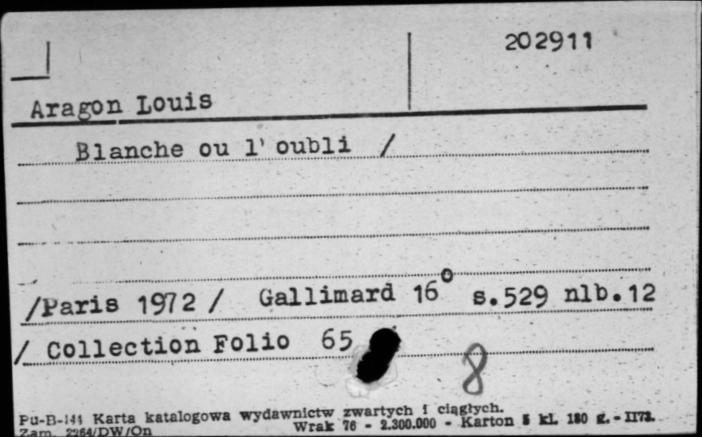 202911
Aragon Louis
Blanche ou l'oubli /
/Paris 1972 / Gallimard 16° s.529 nlb.12
/ Collection Folio 65
8
Pu-B-141 Karta katalogowa wydawnictw zwartych i ciągłych.
Zam. 2264/DW/On Wrak 76 - 2.300.000 - Karton 5 kl. 180 g. - II73.